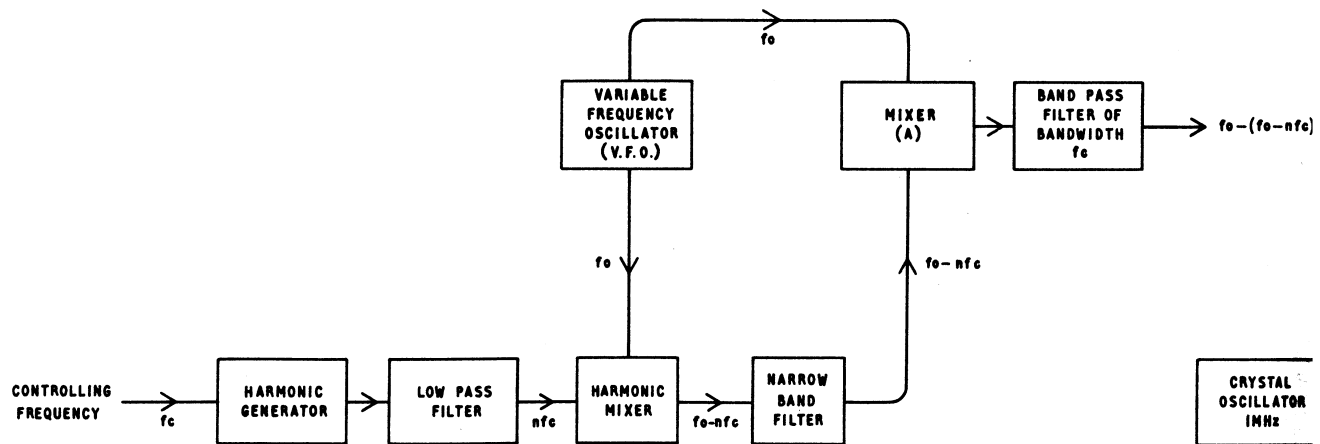 fo
VARIABLE
FREQUENCY
OSCILLATOR
(V.F.O.)
MIXER
(A)
BAND PASS
FILTER OF
BANDWIDTH
fc
fo-(fo-nfc)
fo
fo-nfc
CONTROLLING
FREQUENCY
fc
HARMONIC
GENERATOR
LOW PASS
FILTER
nfc
HARMONIC
MIXER
fo-nfc
NARROW
BAND
FILTER
CRYSTAL
OSCILLATOR
1MHz